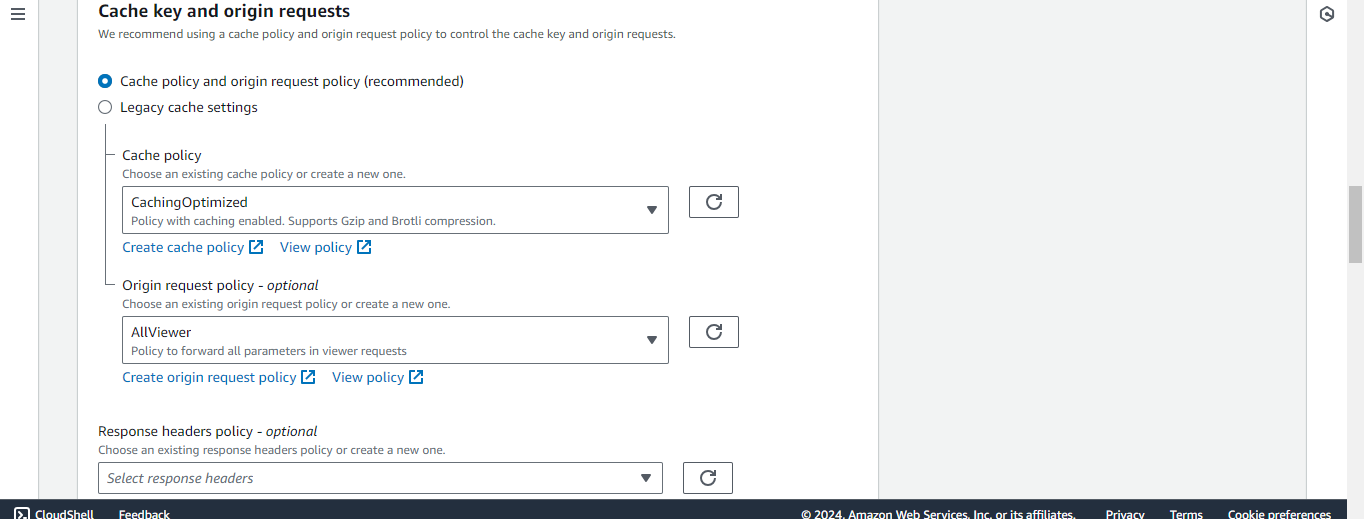 Cache key and origin requests
We recommend using a cache policy and origin request policy to control the cache key and origin requests.
Cache policy and origin request policy (recommended)
Legacy cache settings
Cache policy
Choose an existing cache policy or create a new one.
CachingOptimized
Policy with caching enabled. Supports Gzip and Brotli compression.
Create cache policy View policy
Origin request policy - optional
Choose an existing origin request policy or create a new one.
AllViewer
Policy to forward all parameters in viewer requests
Create origin request policy View policy
Response headers policy - optional
Choose an existing response headers policy or create a new one.
Select response headers
CloudShell Feedback © 2024, Amazon Web Services, Inc. or its affiliates. Privacy Terms Cookie preferences